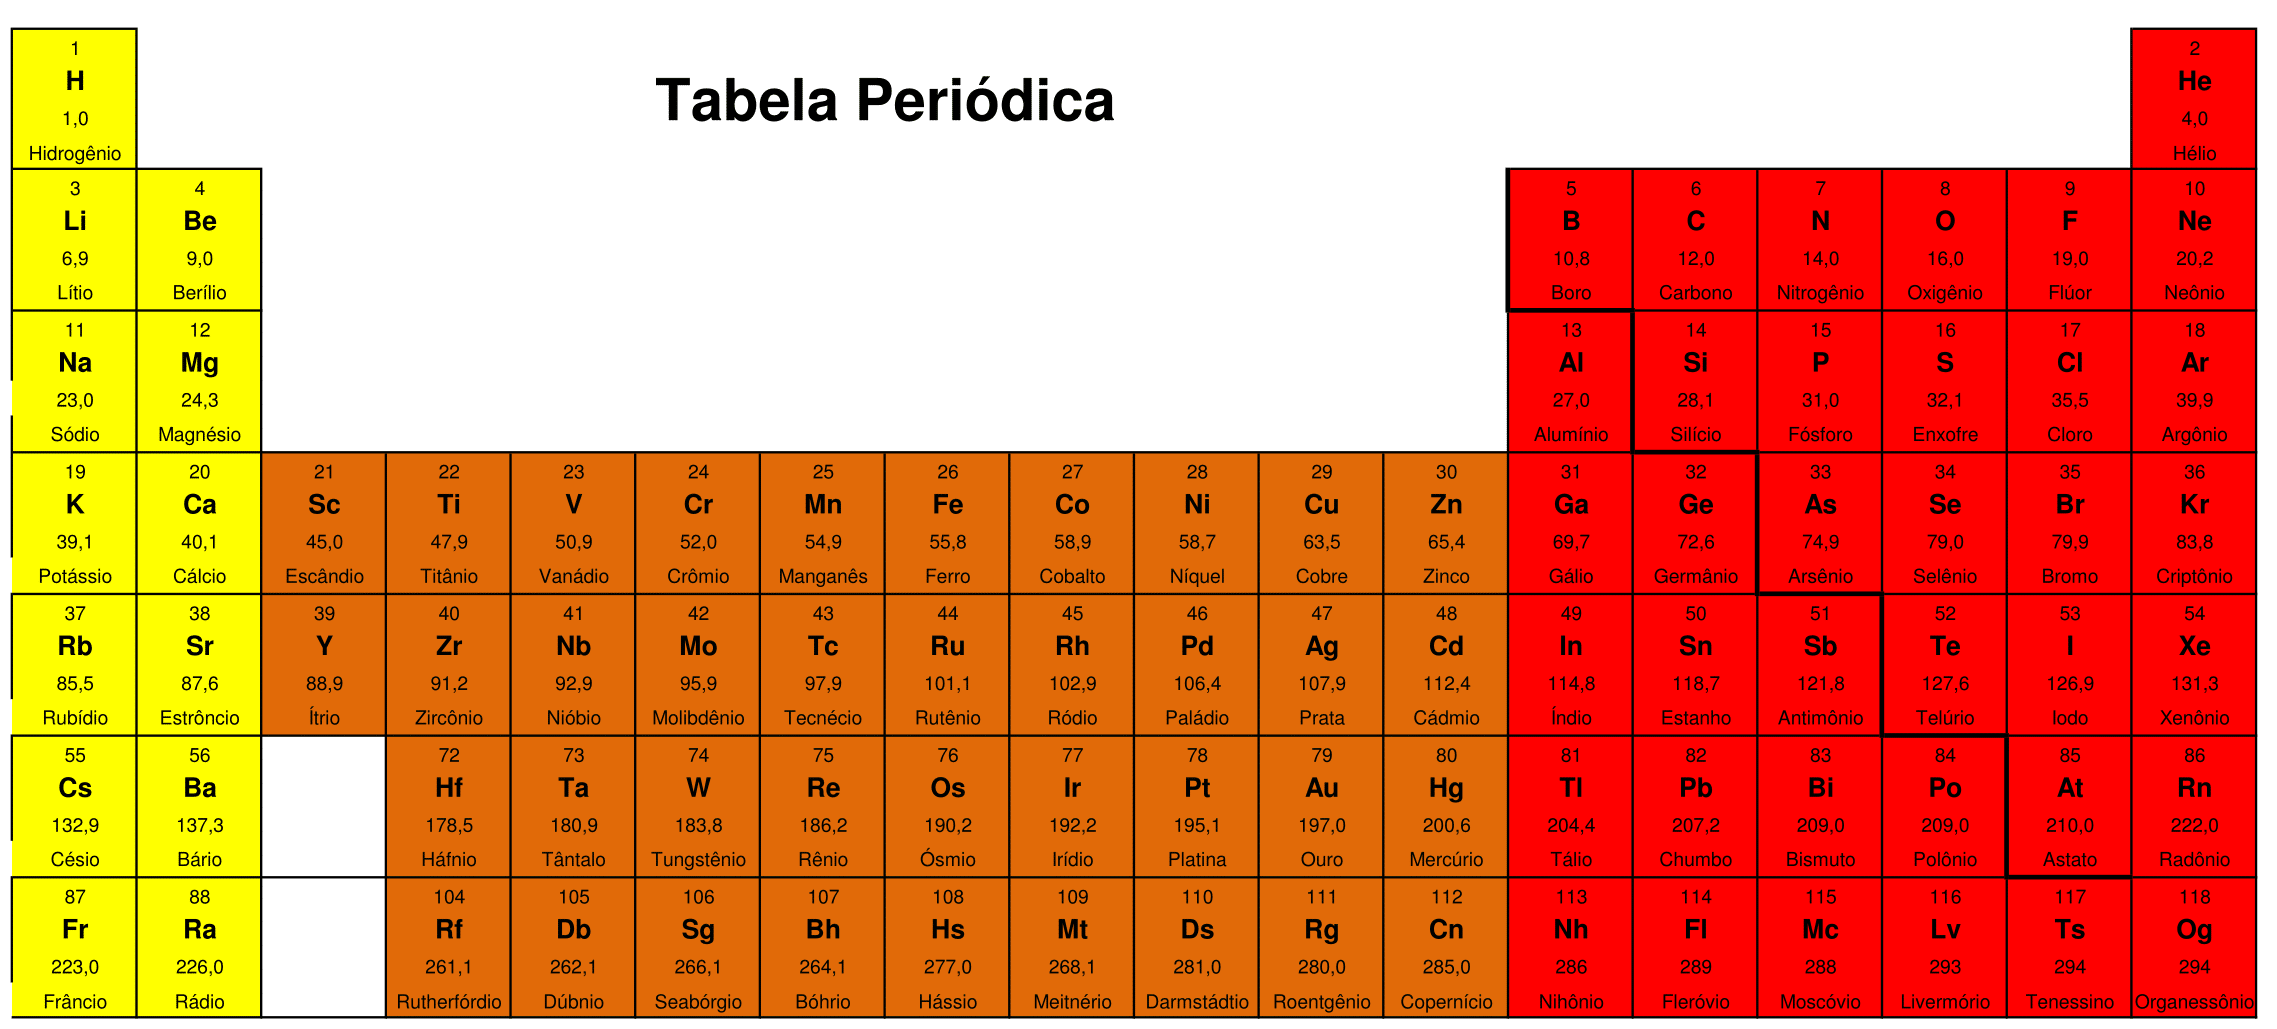 Tabela Periódica
1 2
H He
1,0 4,0
Hidrogênio Hélio
3 4 5 6 7 8 9 10
Li Be B C N O F Ne
6,9 9,0 10,8 12,0 14,0 16,0 19,0 20,2
Lítio Berílio Boro Carbono Nitrogênio Oxigênio Flúor Neônio
11 12 13 14 15 16 17 18
Na Mg Al Si P S Cl Ar
23,0 24,3 27,0 28,1 31,0 32,1 35,5 39,9
Sódio Magnésio Alumínio Silício Fósforo Enxofre Cloro Argônio
19 20 21 22 23 24 25 26 27 28 29 30 31 32 33 34 35 36
K Ca Sc Ti V Cr Mn Fe Co Ni Cu Zn Ga Ge As Se Br Kr
39,1 40,1 45,0 47,9 50,9 52,0 54,9 55,8 58,9 58,7 63,5 65,4 69,7 72,6 74,9 79,0 79,9 83,8
Potássio Cálcio Escândio Titânio Vanádio Crômio Manganês Ferro Cobalto Níquel Cobre Zinco Gálio Germânio Arsênio Selênio Bromo Criptônio
37 38 39 40 41 42 43 44 45 46 47 48 49 50 51 52 53 54
Rb Sr Y Zr Nb Mo Tc Ru Rh Pd Ag Cd In Sn Sb Te I Xe
85,5 87,6 88,9 91,2 92,9 95,9 97,9 101,1 102,9 106,4 107,9 112,4 114,8 118,7 121,8 127,6 126,9 131,3
Rubídio Estrôncio Ítrio Zircônio Nióbio Molibdênio Tecnécio Rutênio Ródio Paládio Prata Cádmio Índio Estanho Antimônio Telúrio Iodo Xenônio
55 56 72 73 74 75 76 77 78 79 80 81 82 83 84 85 86
Cs Ba Hf Ta W Re Os Ir Pt Au Hg Tl Pb Bi Po At Rn
132,9 137,3 178,5 180,9 183,8 186,2 190,2 192,2 195,1 197,0 200,6 204,4 207,2 209,0 209,0 210,0 222,0
Césio Bário Háfnio Tântalo Tungstênio Rênio Ósmio Irídio Platina Ouro Mercúrio Tálio Chumbo Bismuto Polônio Astato Radônio
87 88 104 105 106 107 108 109 110 111 112 113 114 115 116 117 118
Fr Ra Rf Db Sg Bh Hs Mt Ds Rg Cn Nh Fl Mc Lv Ts Og
223,0 226,0 261,1 262,1 266,1 264,1 277,0 268,1 281,0 280,0 285,0 286 289 288 293 294 294
Frâncio Rádio Rutherfórdio Dúbnio Seabórgio Bóhrio Hássio Meitnério Darmstádtio Roentgênio Copernício Nihônio Fleróvio Moscóvio Livermório Tenessino Organessônio